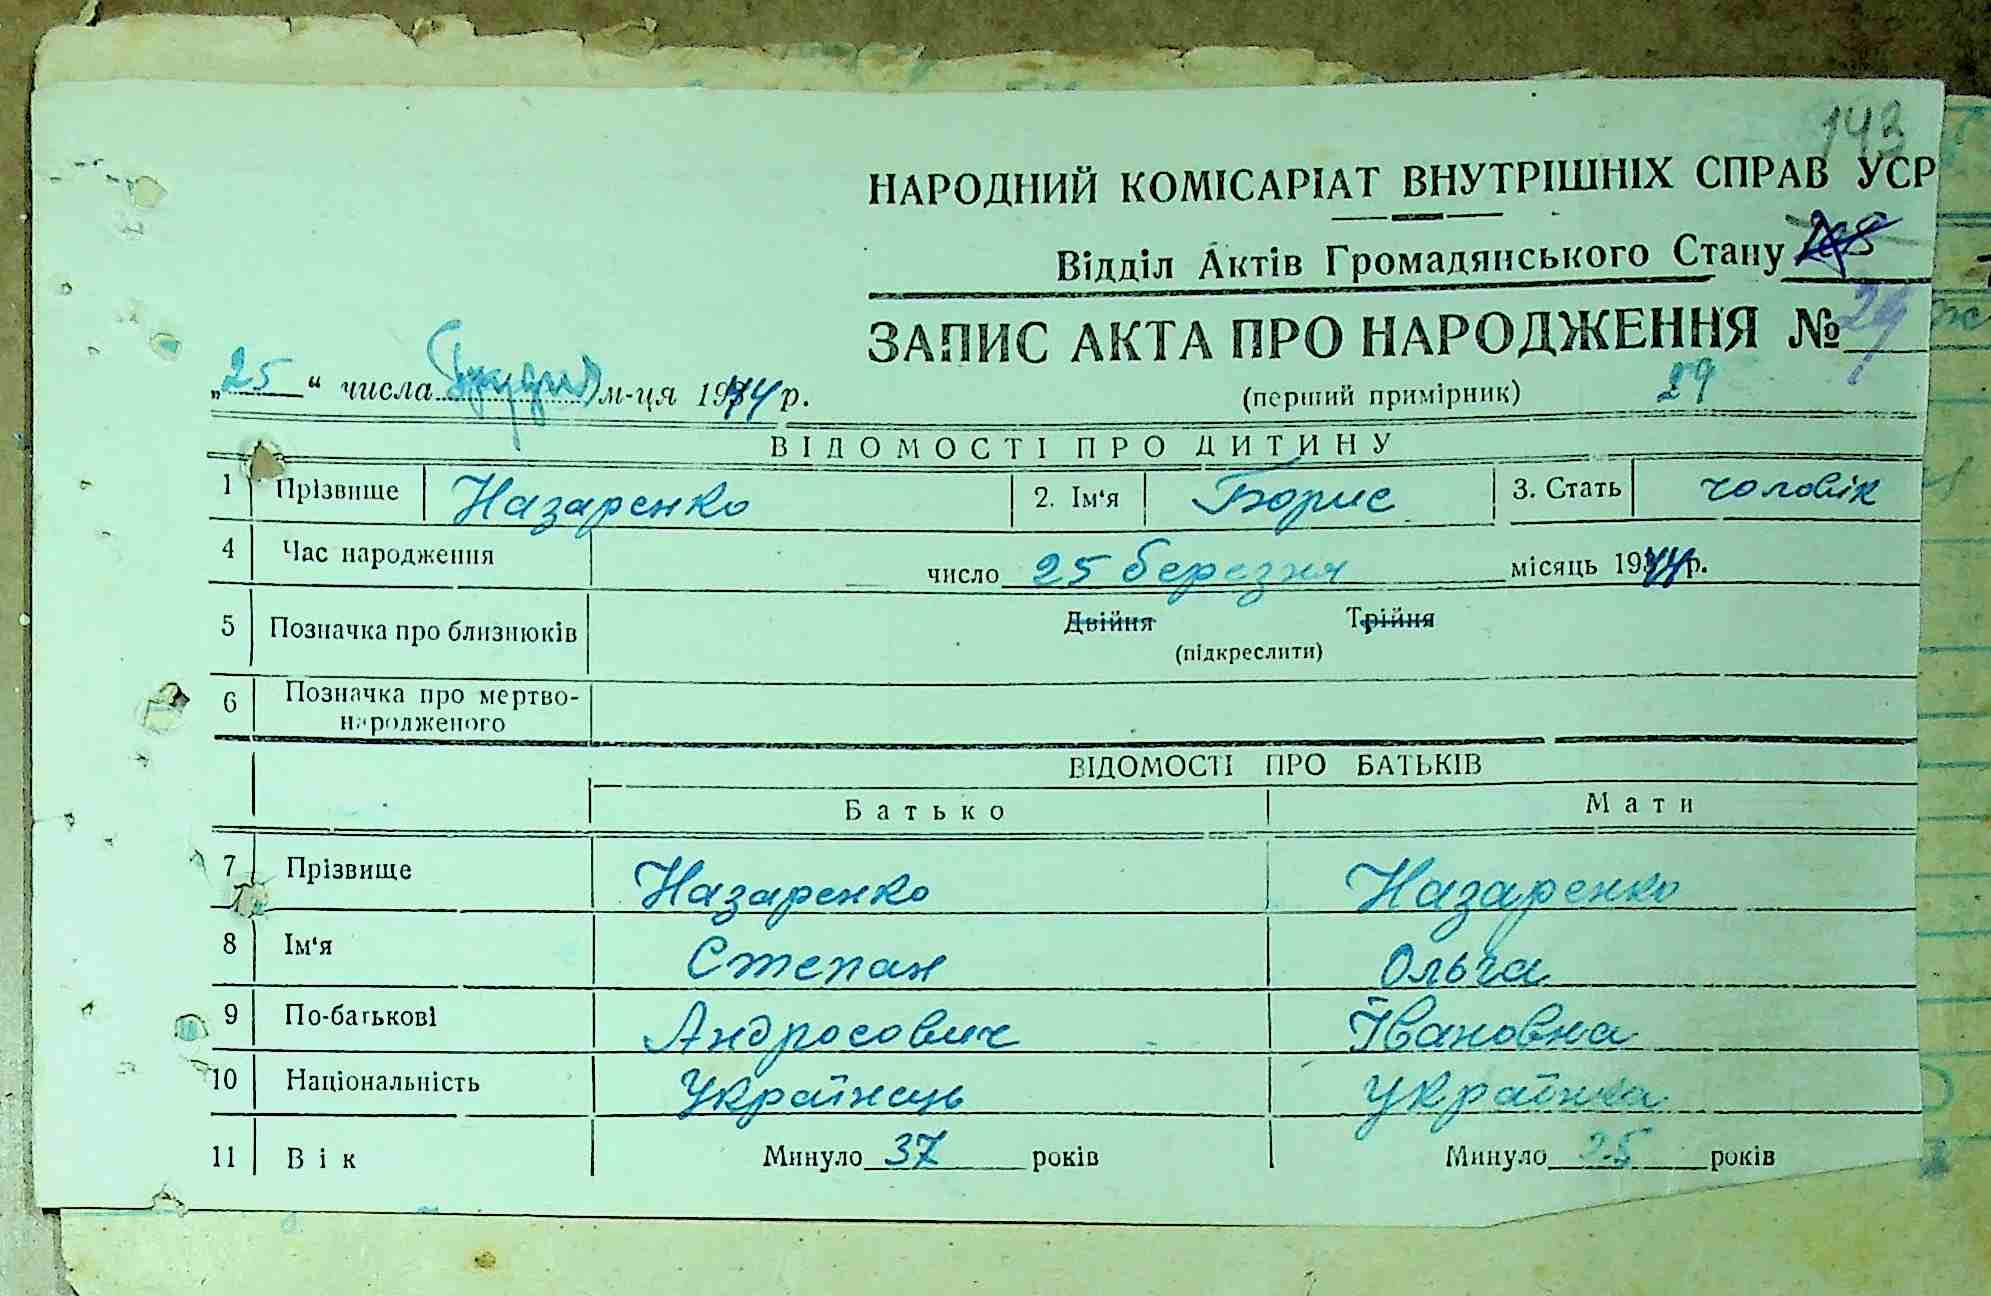 143
НАРОДНИЙ КОМІСАРІАТ ВНУТРІШНІХ СПРАВ УСР
Відділ Актів Громадянського Стану
ЗАПИС АКТА ПРО НАРОДЖЕННЯ № 29
„25“ числа м-ця 1944 р.
(перший примірник) 29
ВІДОМОСТІ ПРО ДИТИНУ
1 Прізвище Назаренко 2. Ім‘я Борис 3. Стать чоловік
4 Час народження число 25 березня місяць 1944 р.
5 Позначка про близнюків Двійня Трійня
(підкреслити)
6 Позначка про мертво-
народженого
ВІДОМОСТІ ПРО БАТЬКІВ
Батько Мати
7 Прізвище Назаренко Назаренко
8 Ім‘я Степан Ольга
9 По-батькові Андросович Івановна
10 Національність Українець Українка
11 Вік Минуло 37 років Минуло 25 років